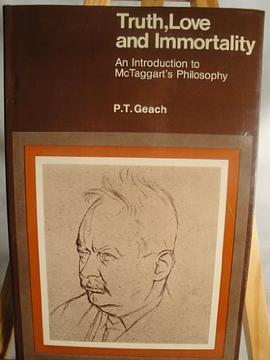 Truth,Love
and Immortality
An Introduction to
McTaggart's Philosophy
P.T.Geach